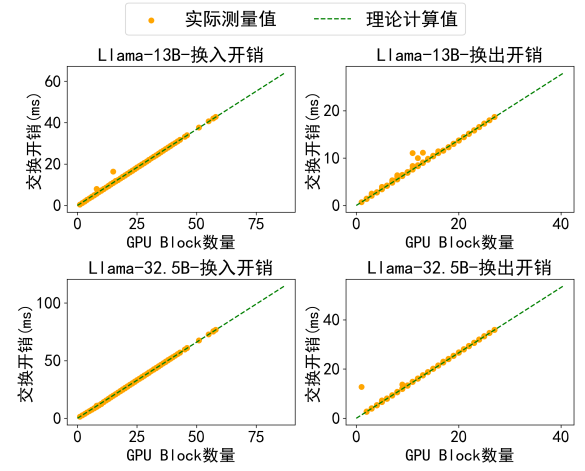 实际测量值 理论计算值
Llama-13B-换入开销
交换开销(ms)
60
40
20
0
0 25 50 75
GPU Block数量
Llama-13B-换出开销
交换开销(ms)
20
10
0
0 20 40
GPU Block数量
Llama-32.5B-换入开销
交换开销(ms)
100
50
0
0 25 50 75
GPU Block数量
Llama-32.5B-换出开销
交换开销(ms)
40
20
0
0 20 40
GPU Block数量